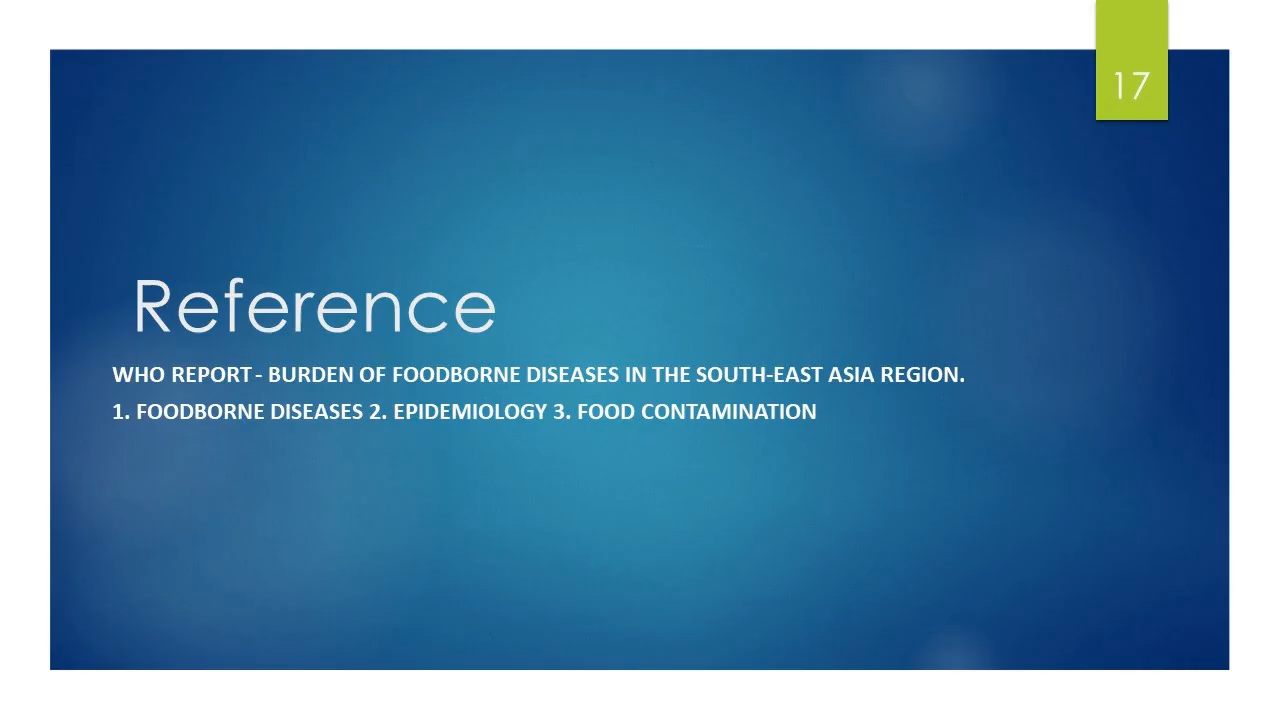 17
Reference
WHO REPORT - BURDEN OF FOODBORNE DISEASES IN THE SOUTH-EAST ASIA REGION.
1. FOODBORNE DISEASES 2. EPIDEMIOLOGY 3. FOOD CONTAMINATION